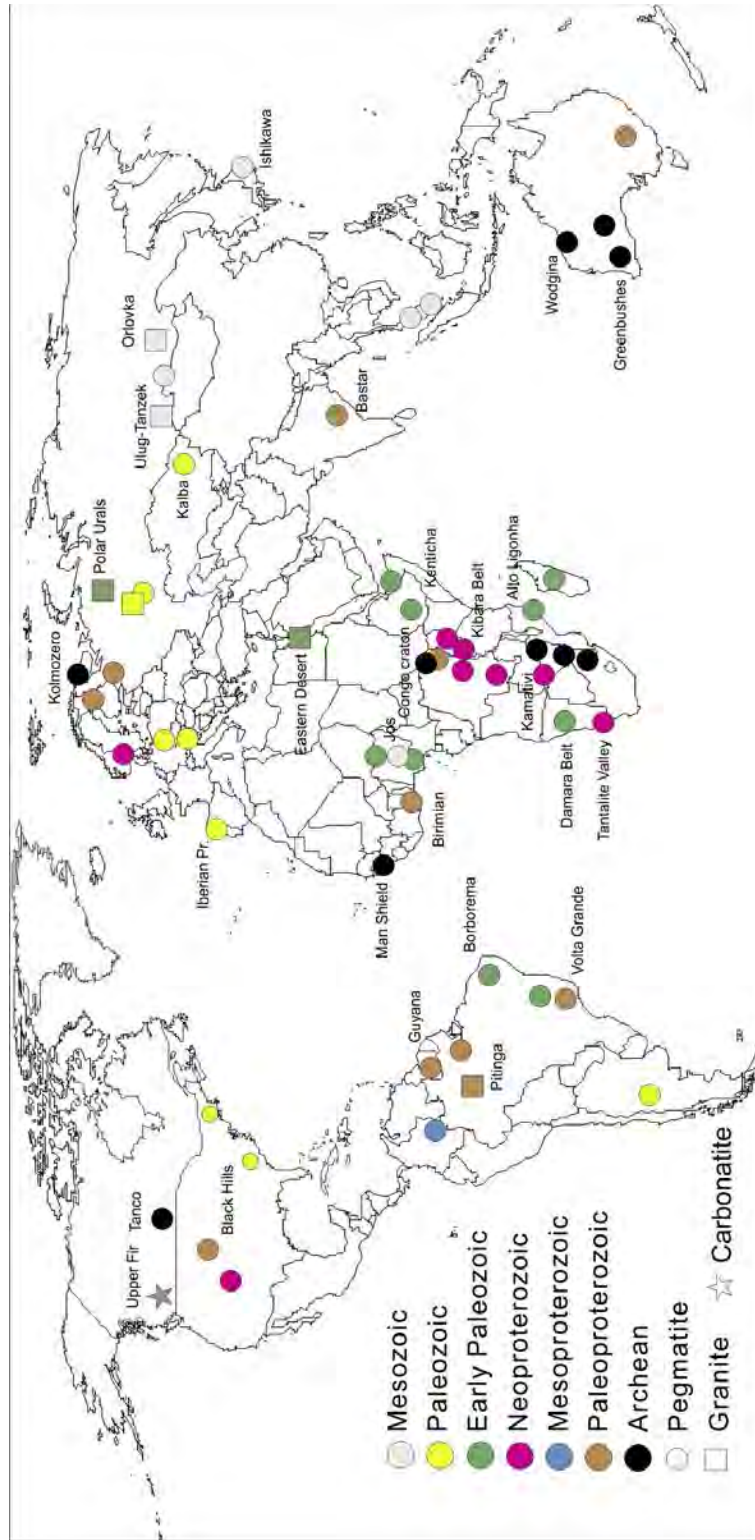 Upper Fir
Tanco
Black Hills
Guyana
Pitinga
Borborema
Volta Grande
Kolmozero
Polar Urals
Iberian Pr.
Eastern Desert
Man Shield
Birimian
Jos
Congo craton
Kenticha
Kibara Belt
Alto Ligonha
Kamativi
Damara Belt
Tantalite Valley
Ulug-Tanzek
Orlovka
Kalba
Ishikawa
Bastar
Wodgina
Greenbushes
Mesozoic
Paleozoic
Early Paleozoic
Neoproterozoic
Mesoproterozoic
Paleoproterozoic
Archean
Pegmatite
Granite
Carbonatite